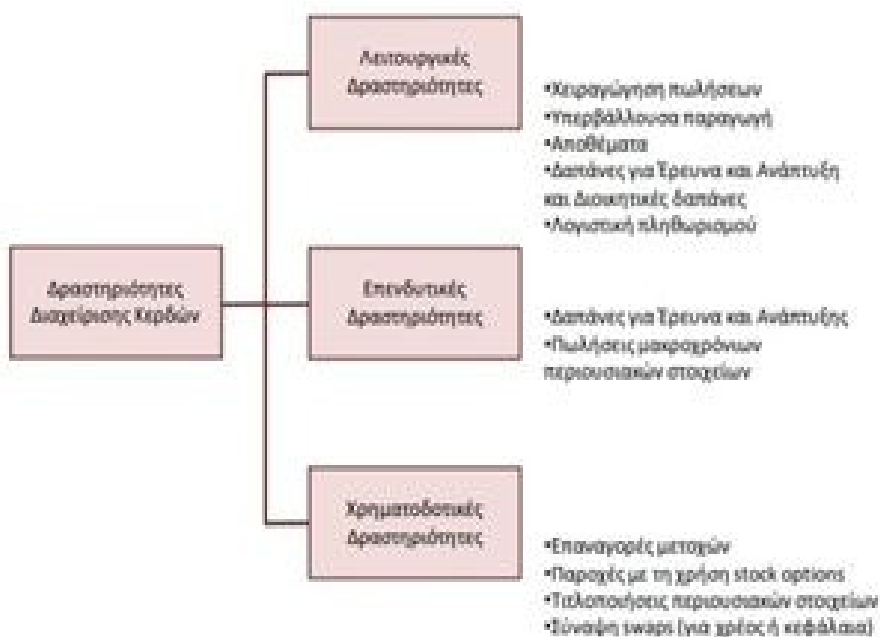 Λειτουργικές
Δραστηριότητες
•Χειραγώγηση πωλήσεων
•Υπερβάλλουσα παραγωγή
•Αποθέματα
•Δαπάνες για Έρευνα και Ανάπτυξη
και Διοικητικές δαπάνες
•Λογιστική πληθωρισμού
Δραστηριότητες
Διαχείρισης Κερδών
Επενδυτικές
Δραστηριότητες
•Δαπάνες για Έρευνα και Ανάπτυξης
•Πωλήσεις μακροχρόνιων
περιουσιακών στοιχείων
Χρηματοδοτικές
Δραστηριότητες
•Επαναγορές μετοχών
•Παροχές με τη χρήση stock options
•Τιτλοποιήσεις περιουσιακών στοιχείων
•Σύναψη swaps (για χρέος ή κεφάλαια)